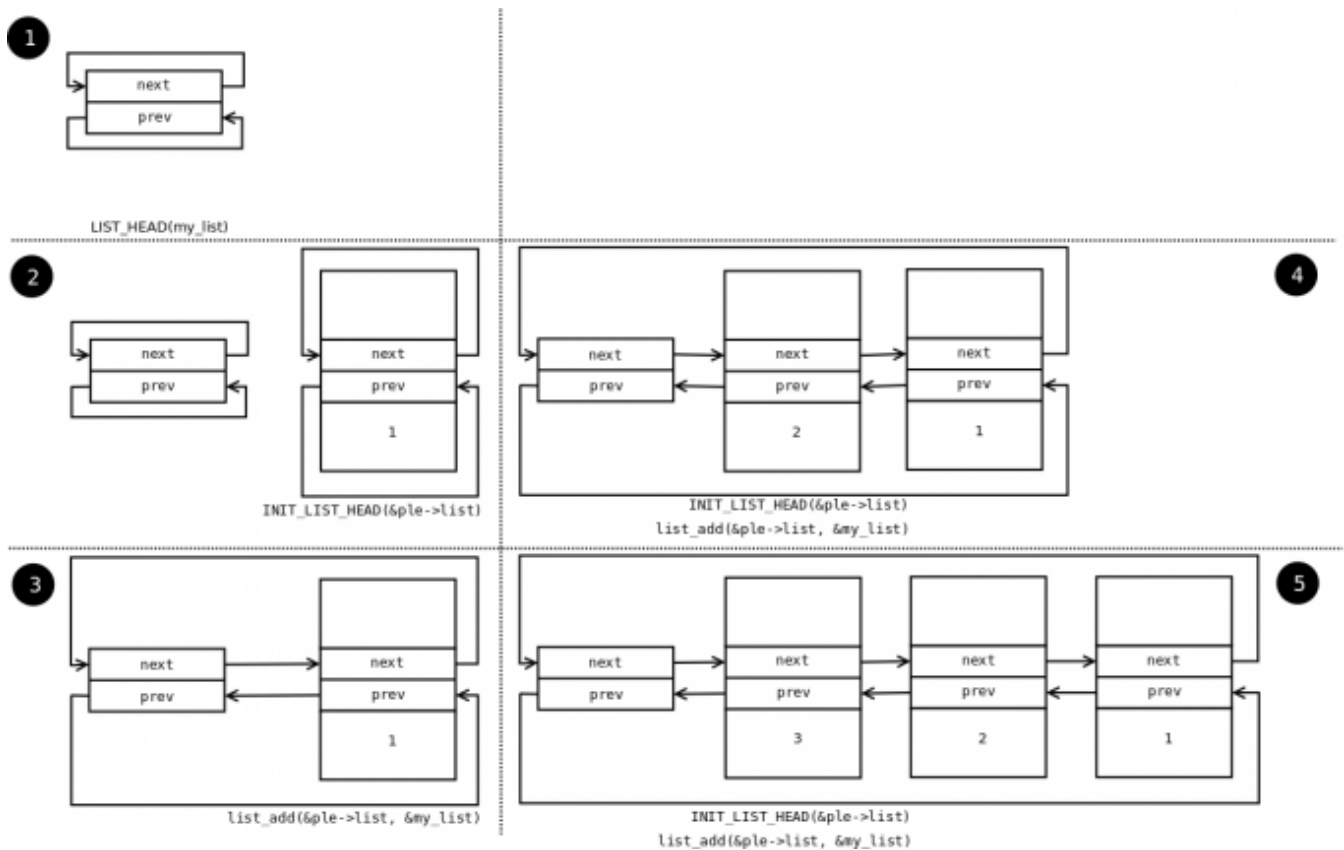 1
next
prev
LIST_HEAD(my_list)
2
next
prev
next
prev
1
INIT_LIST_HEAD(&ple->list)
3
next
prev
next
prev
1
list_add(&ple->list, &my_list)
4
next
prev
next
prev
2
next
prev
1
INIT_LIST_HEAD(&ple->list)
list_add(&ple->list, &my_list)
5
next
prev
next
prev
3
next
prev
2
next
prev
1
INIT_LIST_HEAD(&ple->list)
list_add(&ple->list, &my_list)